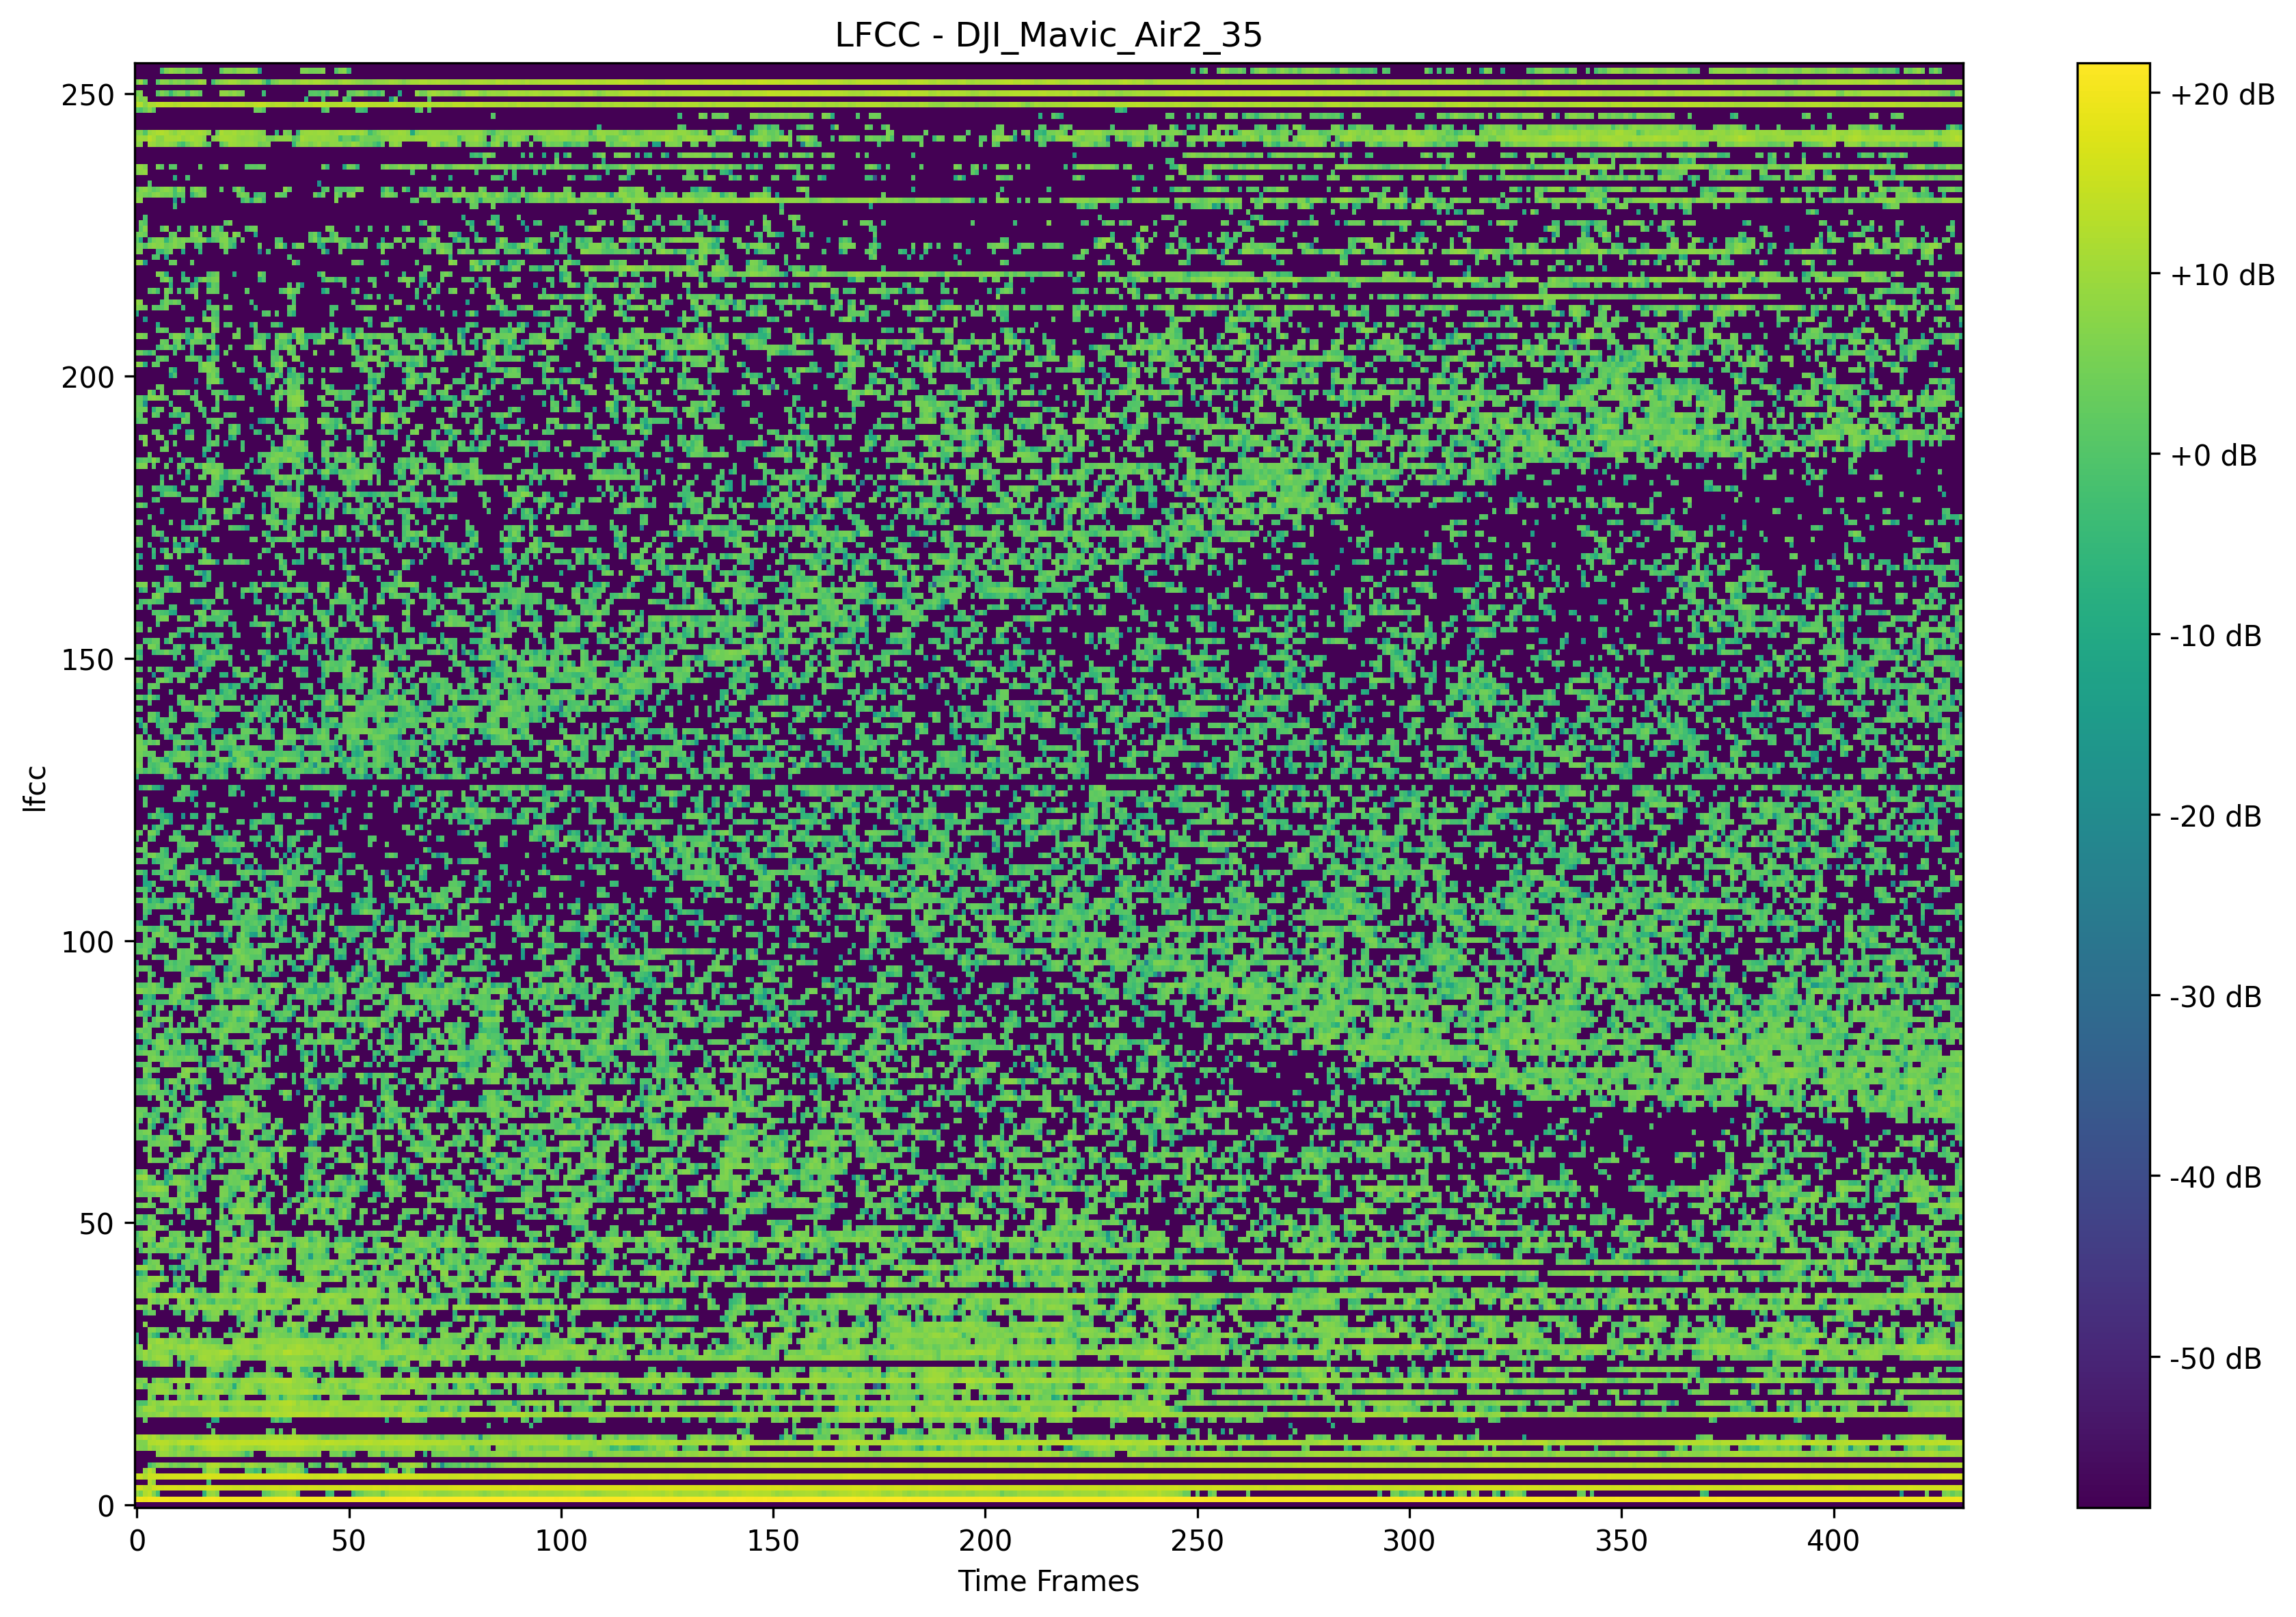 LFCC - DJI_Mavic_Air2_35
250
200
150
100
50
0
lfcc
0 50 100 150 200 250 300 350 400
Time Frames
+20 dB
+10 dB
+0 dB
-10 dB
-20 dB
-30 dB
-40 dB
-50 dB